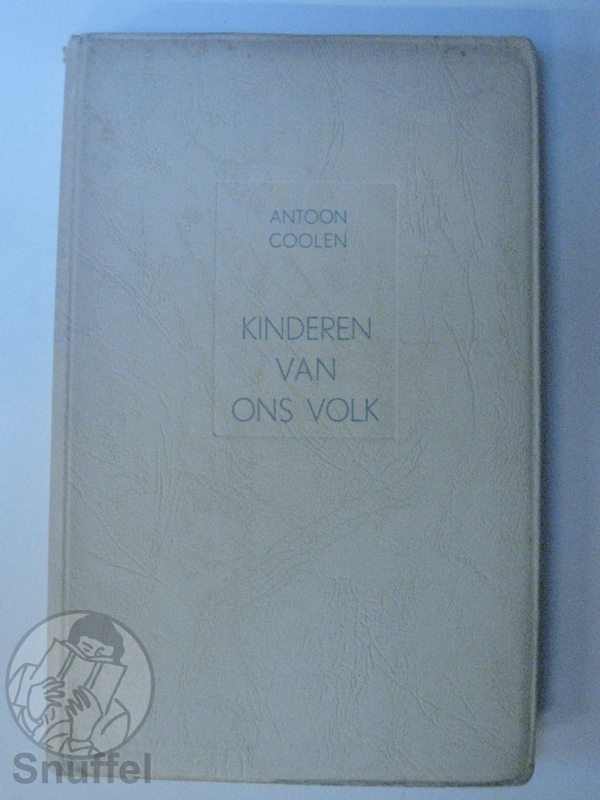 ANTOON
COOLEN
KINDEREN
VAN
ONS VOLK
Snuffel